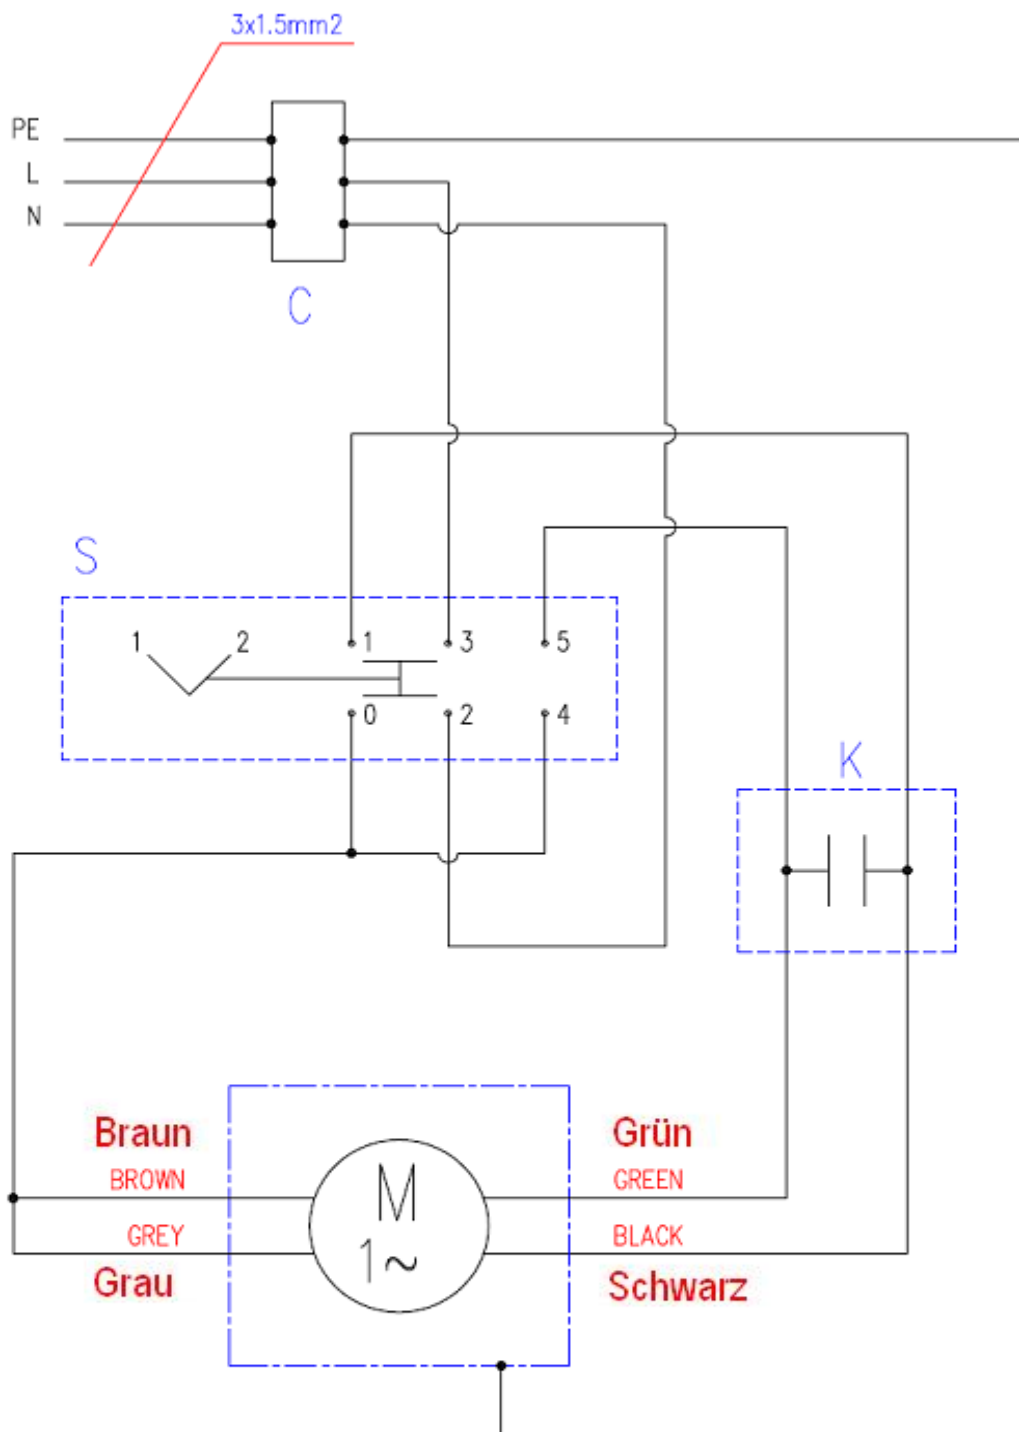 3x1.5mm2
PE
L
N
C
S
1 2 1 3 5
0 2 4
K
Braun Grün
BROWN GREEN
M
GREY BLACK
1~
Grau Schwarz